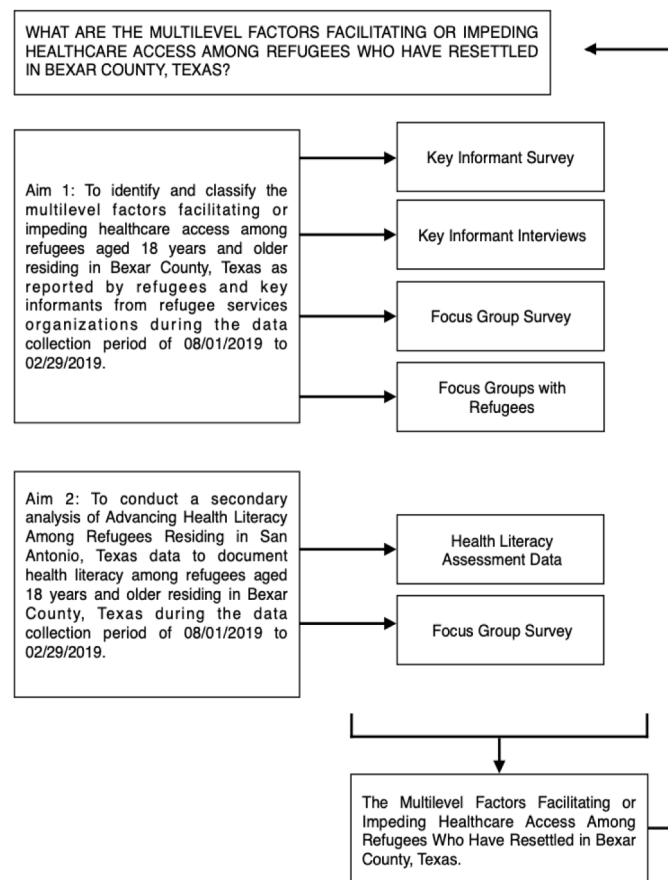 WHAT ARE THE MULTILEVEL FACTORS FACILITATING OR
IMPEDING HEALTHCARE ACCESS AMONG REFUGEES WHO HAVE RESETTLED
IN BEXAR COUNTY, TEXAS?
Aim 1: To identify and classify the
multilevel factors facilitating or
impeding healthcare access among
refugees aged 18 years and older
residing in Bexar County, Texas as
reported by refugees and key
informants from refugee services
organizations during the data
collection period of 08/01/2019 to
02/29/2019.
Key Informant Survey
Key Informant Interviews
Focus Group Survey
Focus Groups with
Refugees
Aim 2: To conduct a secondary
analysis of Advancing Health Literacy
Among Refugees Residing in San
Antonio, Texas data to document
health literacy among refugees aged
18 years and older residing in Bexar
County, Texas during the data
collection period of 08/01/2019 to
02/29/2019.
Health Literacy
Assessment Data
Focus Group Survey
The Multilevel Factors Facilitating or
Impeding Healthcare Access Among
Refugees Who Have Resettled in Bexar
County, Texas.